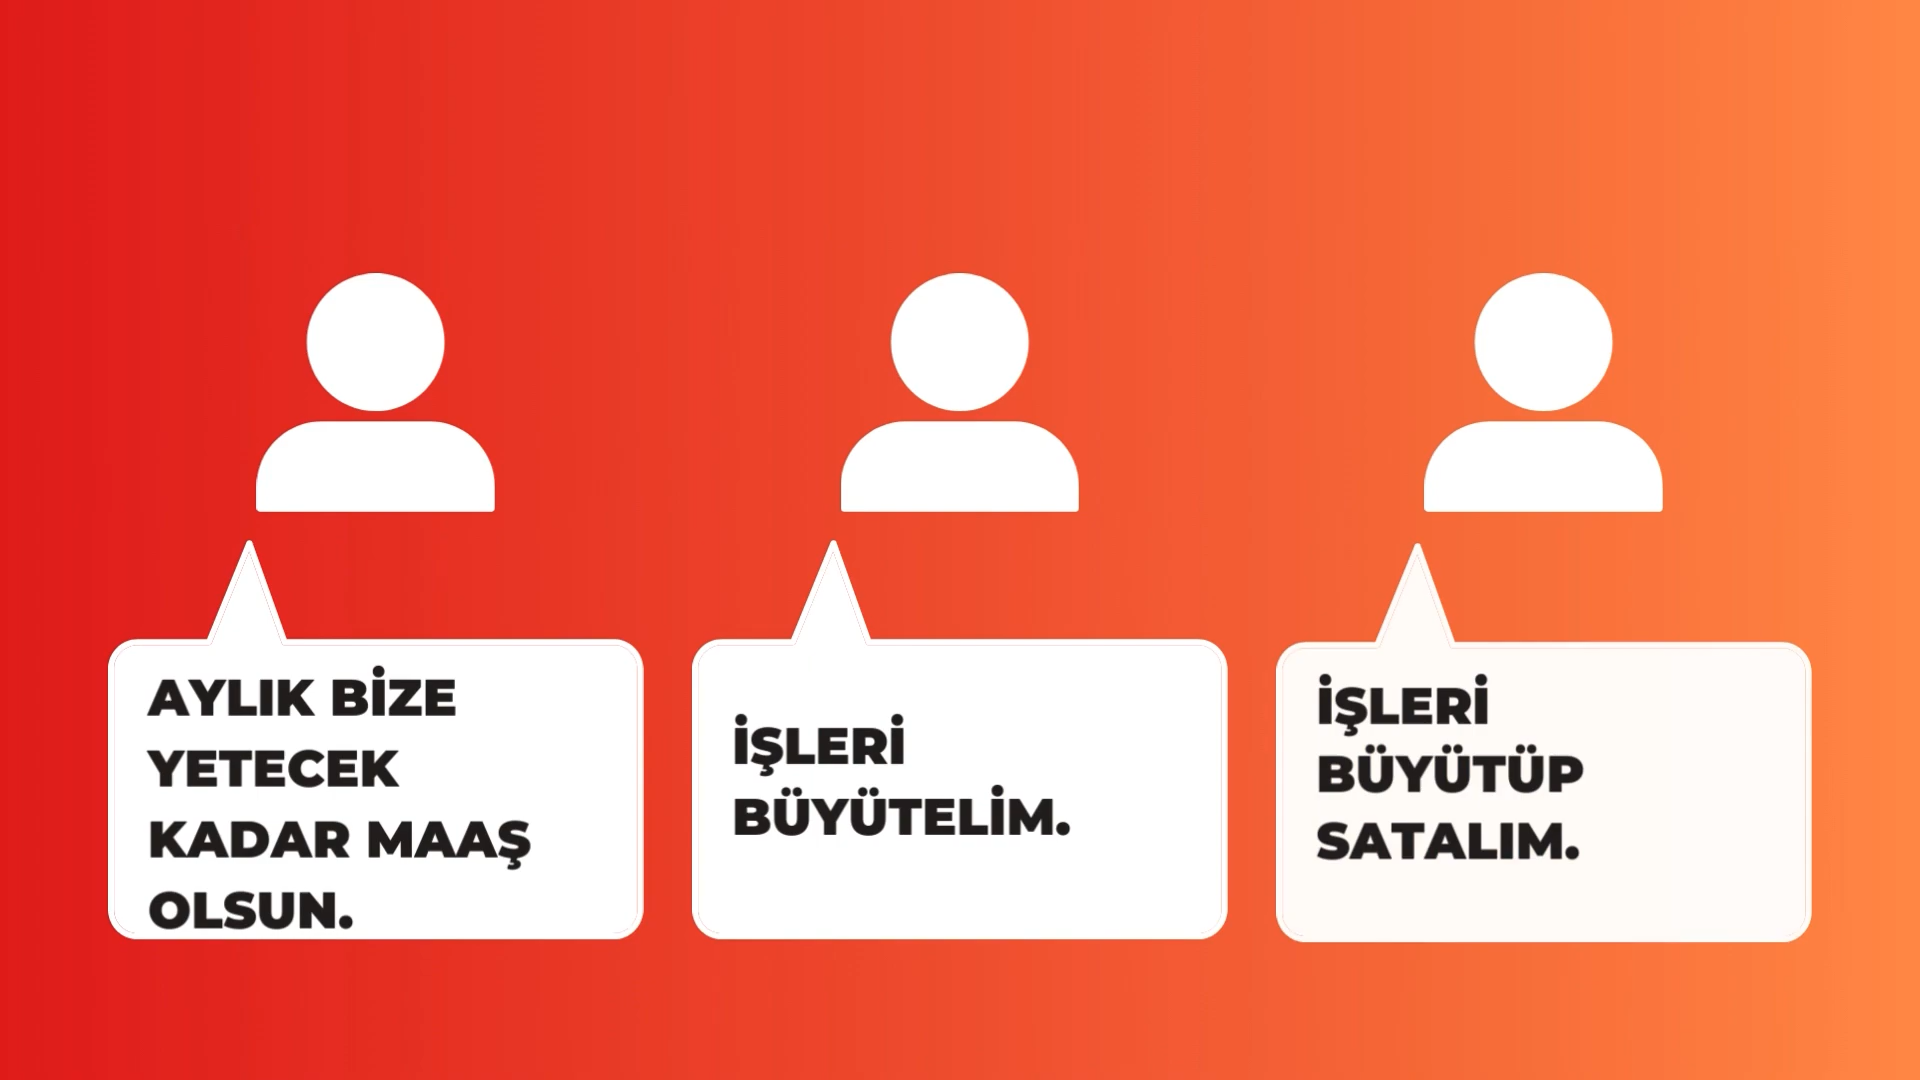 AYLIK BİZE
YETECEK
KADAR MAAŞ
OLSUN.
İŞLERİ
BÜYÜTELİM.
İŞLERİ
BÜYÜTÜP
SATALIM.